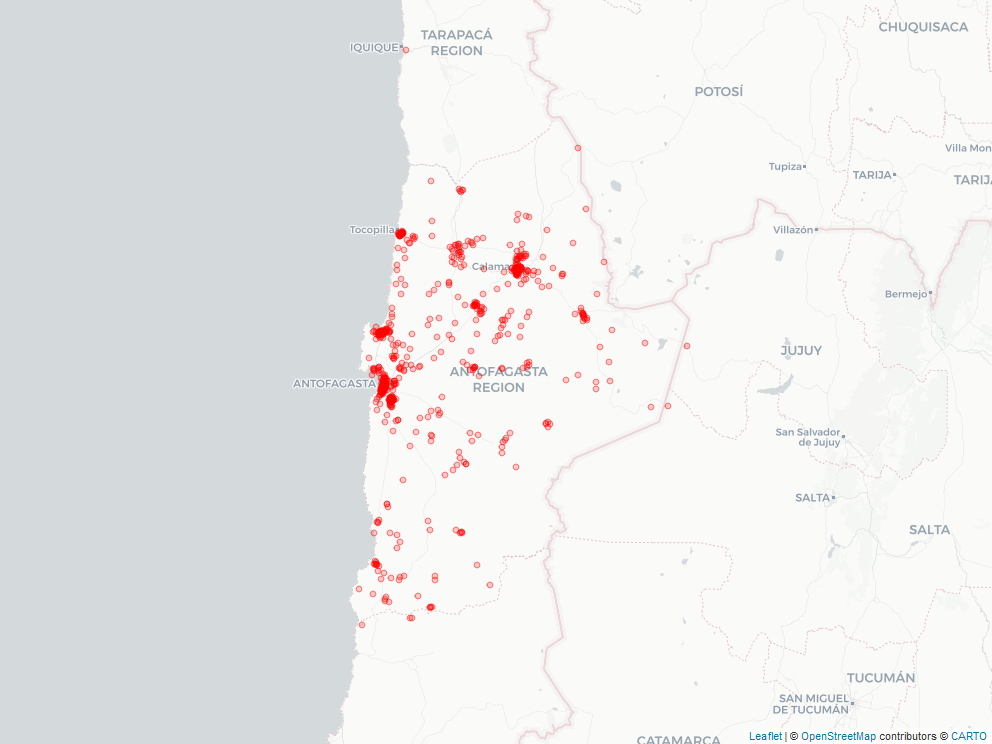 CHUQUISACA
TARAPACÁ
REGION
IQUIQUE
POTOSÍ
Villa Mon
Tupiza
TARIJA
TARIJ
Tocopilla
Villazón
Calama
Bermejo
JUJUY
ANTOFAGASTA
ANTOFAGASTA
REGION
San Salvador
de Jujuy
SALTA
SALTA
TUCUMÁN
SAN MIGUEL
DE TUCUMÁN
CATAMARCA
Leaflet | © OpenStreetMap contributors © CARTO